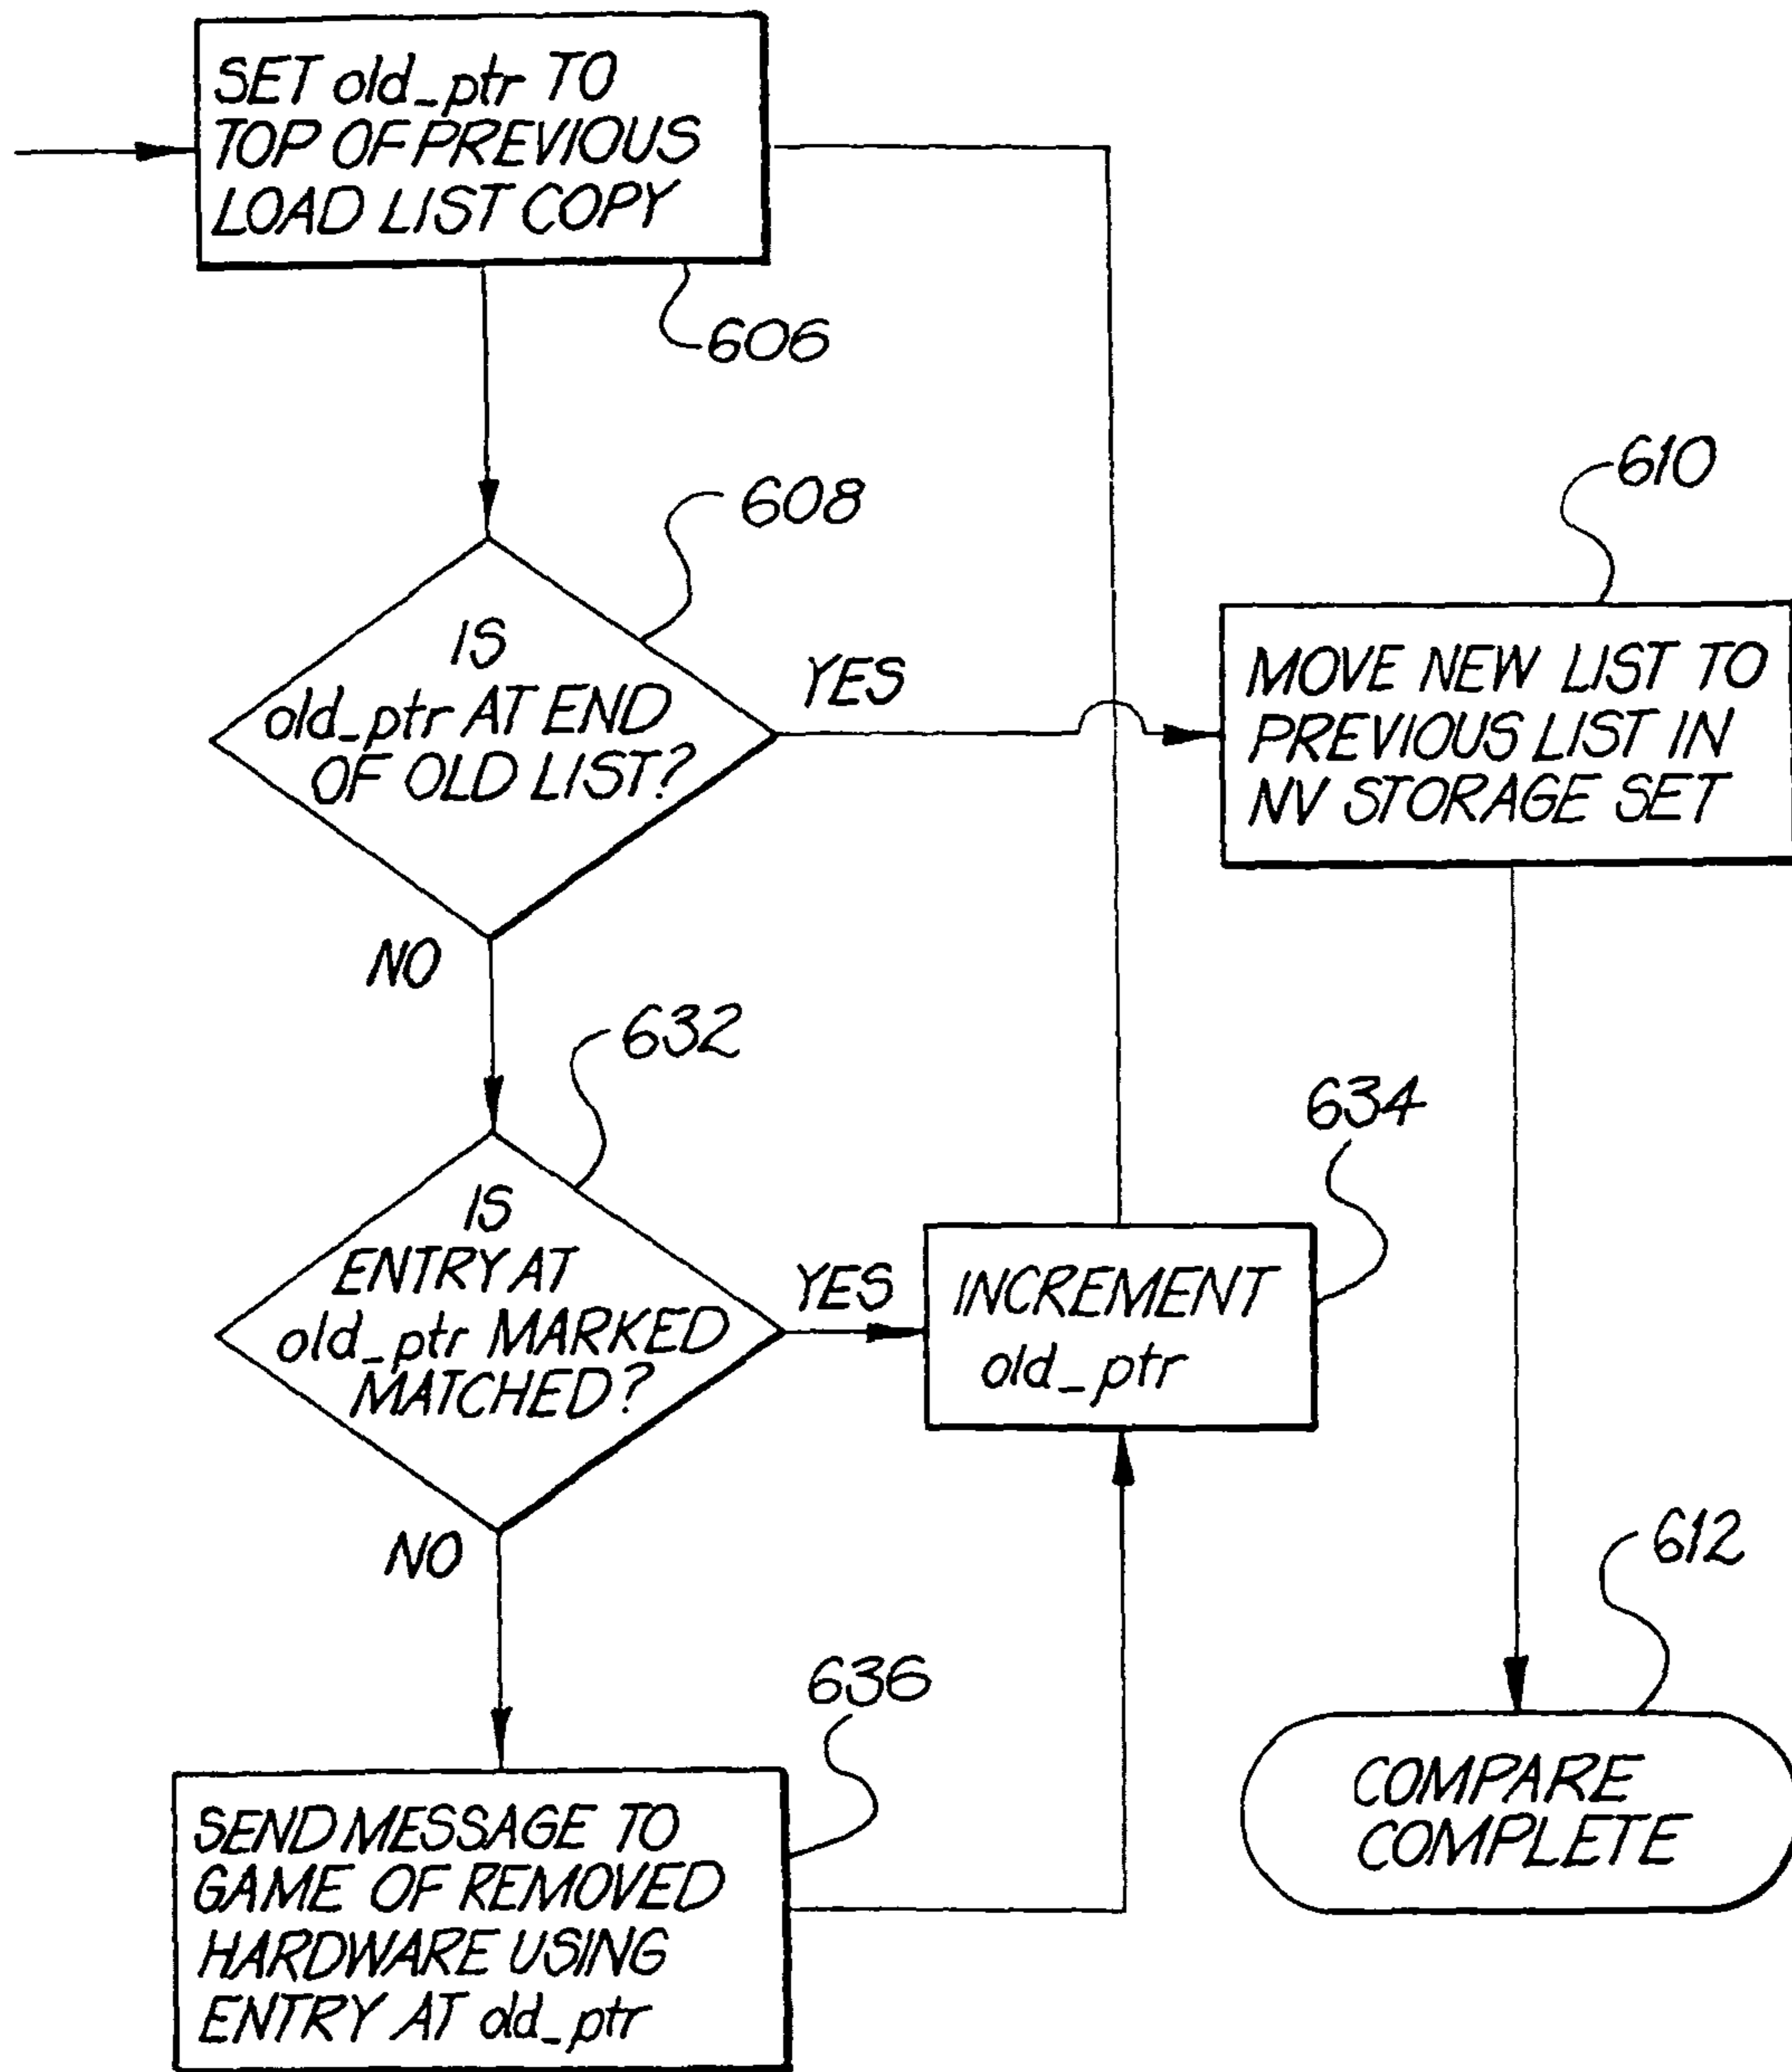 SET old_ptr TO
TOP OF PREVIOUS
LOAD LIST COPY
606
608
IS
old_ptr AT END
OF OLD LIST?
YES
NO
610
MOVE NEW LIST TO
PREVIOUS LIST IN
NV STORAGE SET
632
IS
ENTRY AT
old_ptr MARKED
MATCHED?
YES
NO
634
INCREMENT
old_ptr
636
SEND MESSAGE TO
GAME OF REMOVED
HARDWARE USING
ENTRY AT old_ptr
612
COMPARE
COMPLETE